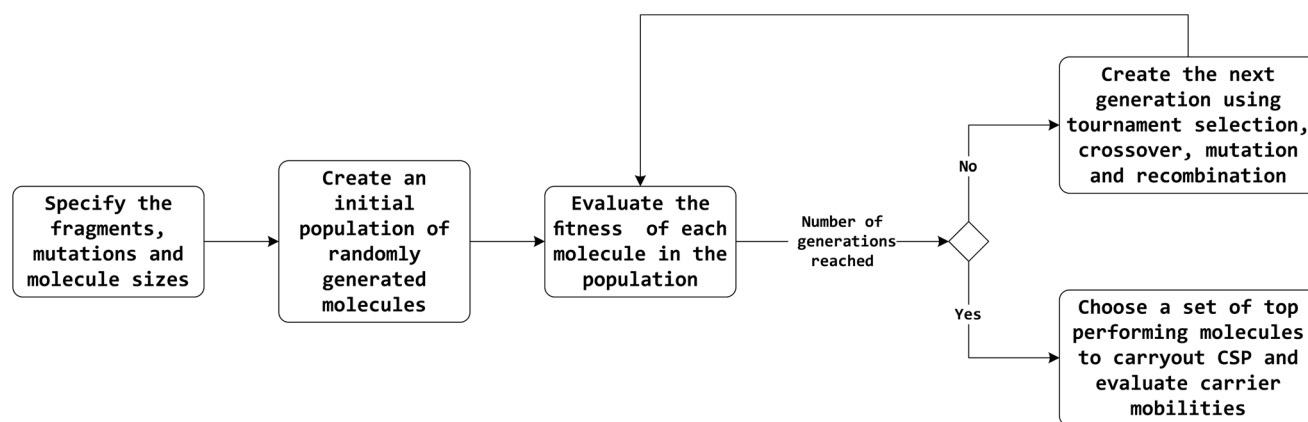 Specify the
fragments,
mutations and
molecule sizes
Create an
initial
population of
randomly
generated
molecules
Evaluate the
fitness of each
molecule in the
population
Number of
generations
reached
No
Yes
Create the next
generation using
tournament selection,
crossover, mutation
and recombination
Choose a set of top
performing molecules
to carryout CSP and
evaluate carrier
mobilities